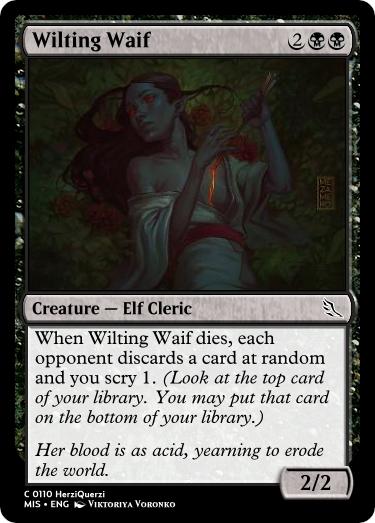 Wilting Waif 2
Creature — Elf Cleric
When Wilting Waif dies, each
opponent discards a card at random
and you scry 1. (Look at the top card
of your library. You may put that card
on the bottom of your library.)
Her blood is as acid, yearning to erode
the world.
2/2
C 0110 HerziQuerzi
MIS • ENG Viktoriya Voronko